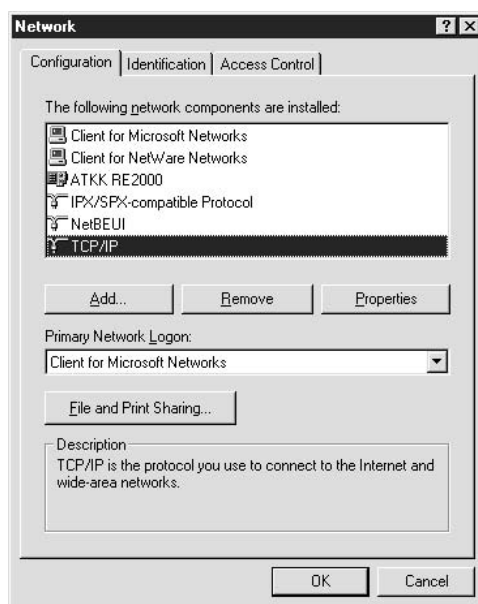 Network
Configuration
Identification
Access Control
The following network components are installed:
Client for Microsoft Networks
Client for NetWare Networks
ATKK RE2000
IPX/SPX-compatible Protocol
NetBEUI
TCP/IP
Add...
Remove
Properties
Primary Network Logon:
Client for Microsoft Networks
File and Print Sharing...
Description
TCP/IP is the protocol you use to connect to the Internet and
wide-area networks.
OK
Cancel